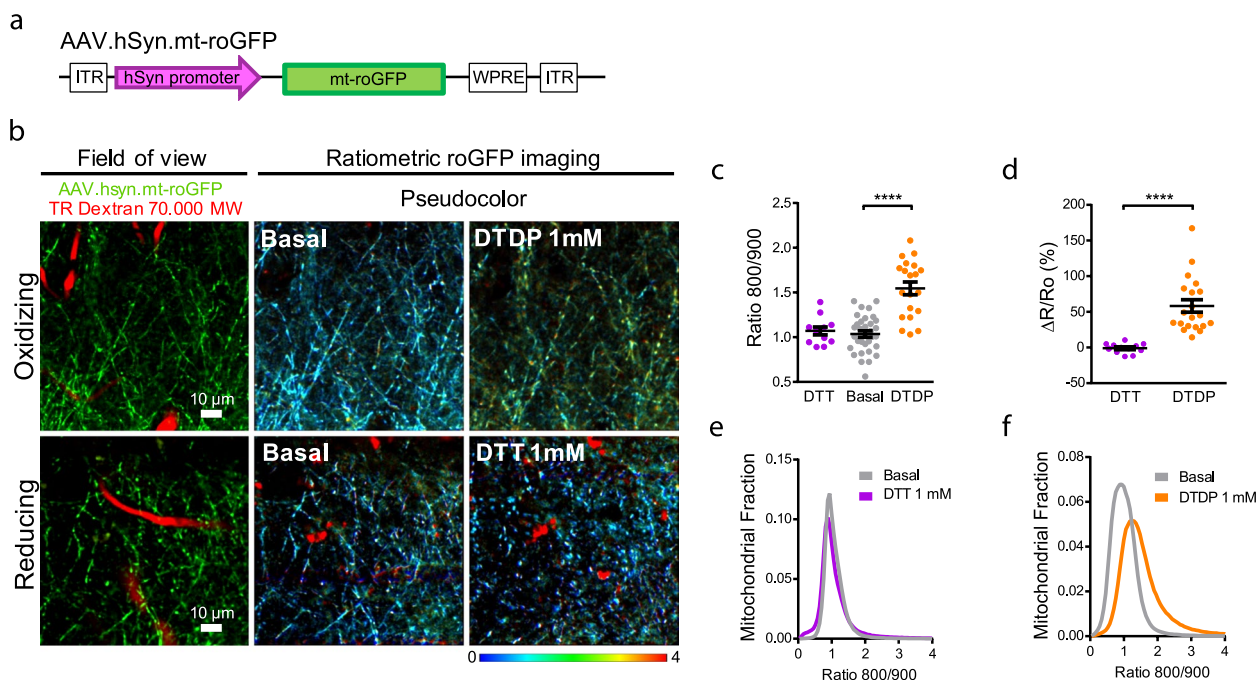 a
AAV.hSyn.mt-roGFP
ITR
hSyn promoter
mt-roGFP
WPRE
ITR
b
Field of view
Ratiometric roGFP imaging
AAV.hsyn.mt-roGFP
TR Dextran 70.000 MW
Pseudocolor
Oxidizing
10 µm
Basal
DTDP 1mM
Reducing
10 µm
Basal
DTT 1mM
0
4
c
****
Ratio 800/900
2.5
2.0
1.5
1.0
0.5
DTT
Basal
DTDP
d
****
ΔR/Ro (%)
200
150
100
50
0
-50
DTT
DTDP
e
Mitochondrial Fraction
0.15
0.10
0.05
0.00
Basal
DTT 1 mM
0 1 2 3 4
Ratio 800/900
f
Mitochondrial Fraction
0.08
0.06
0.04
0.02
0.00
Basal
DTDP 1 mM
0 1 2 3 4
Ratio 800/900